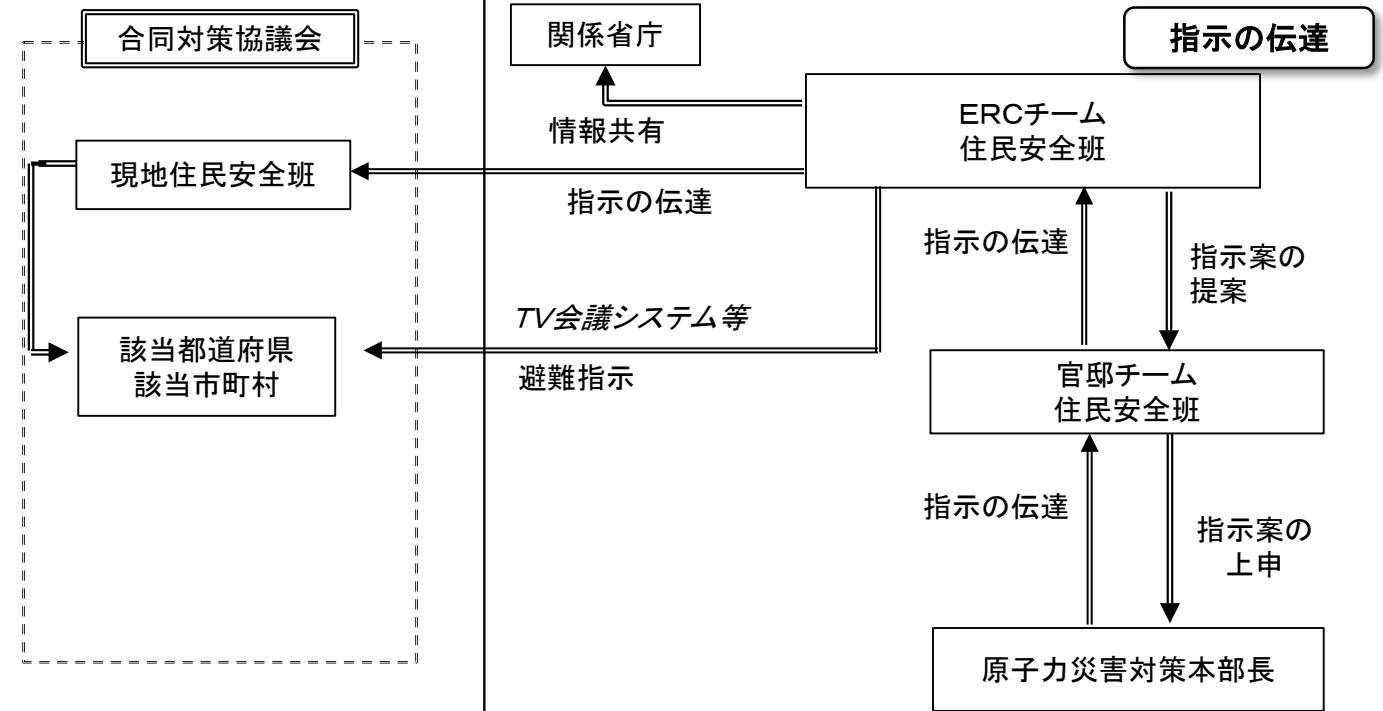 合同対策協議会
関係省庁
指示の伝達
ERCチーム
住民安全班
情報共有
現地住民安全班
指示の伝達
指示の伝達
指示案の
提案
TV会議システム等
該当都道府県
該当市町村
避難指示
官邸チーム
住民安全班
指示の伝達
指示案の
上申
原子力災害対策本部長